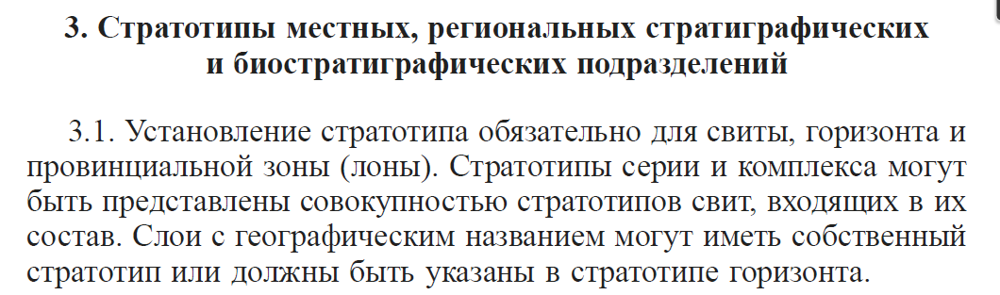 3. Стратотипы местных, региональных стратиграфических
и биостратиграфических подразделений
3.1. Установление стратотипа обязательно для свиты, горизонта и
провинциальной зоны (лоны). Стратотипы серии и комплекса могут
быть представлены совокупностью стратотипов свит, входящих в их
состав. Слои с географическим названием могут иметь собственный
стратотип или должны быть указаны в стратотипе горизонта.